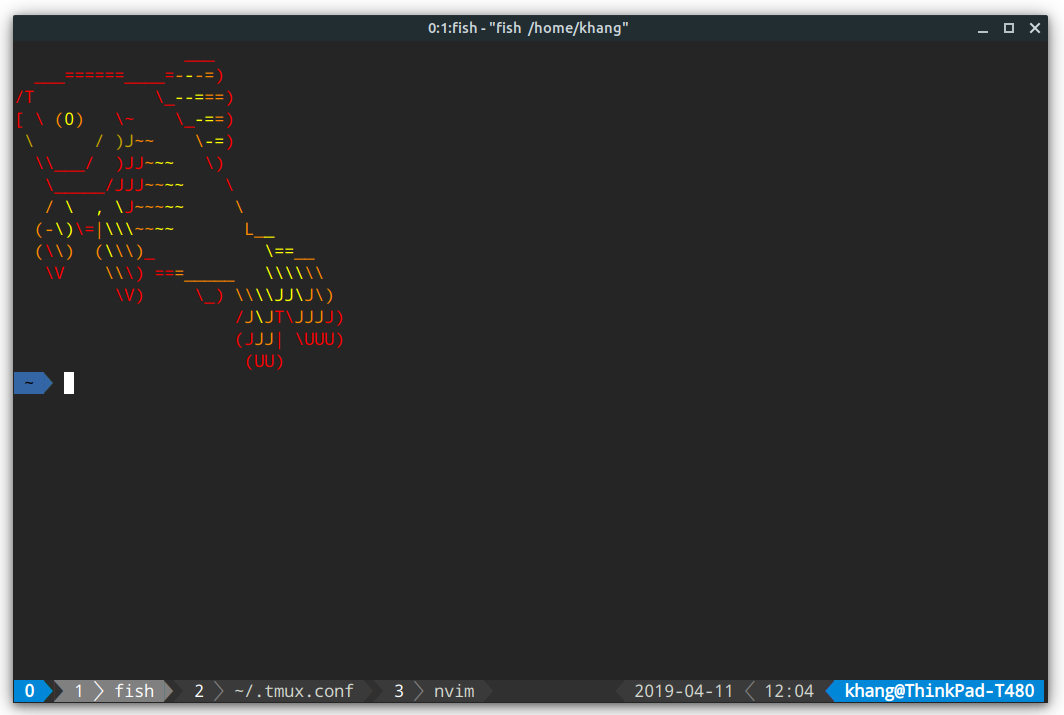 0:1:fish - "fish /home/khang"
                 ___
  ___======____=---=)
/T            \_--===)
[ \ (0)   \~    \_-==)
 \      / )J~~    \-=)
  \\___/  )JJ~~~   \)
   \_____/JJJ~~~~    \
   / \  , \J~~~~~     \
  (-\)\=|\\\~~~~       L__
  (\\)  (\\\)_           \==__
   \V    \\\) ===_____   \\\\\\
          \V)     \_) \\\\JJ\J\)
                      /J\JT\JJJJ)
                      (JJJ| \UUU)
                       (UU)
~
0 1 fish 2 ~/.tmux.conf 3 nvim 2019-04-11 12:04 khang@ThinkPad-T480